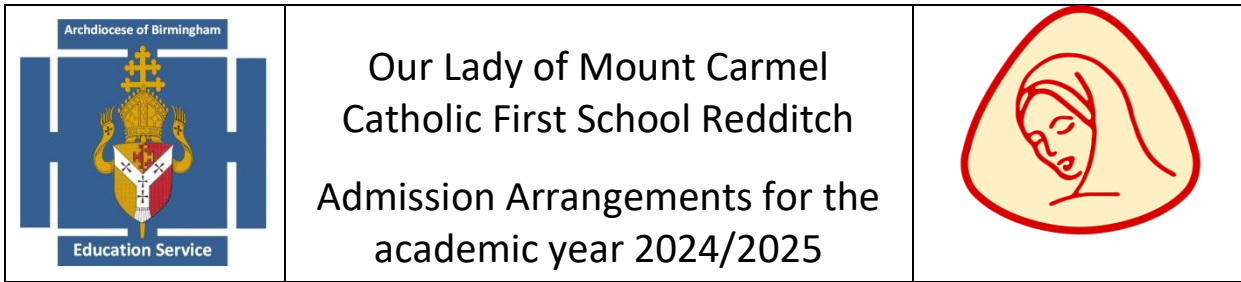 Archdiocese of Birmingham
Education Service
Our Lady of Mount Carmel
Catholic First School Redditch
Admission Arrangements for the
academic year 2024/2025